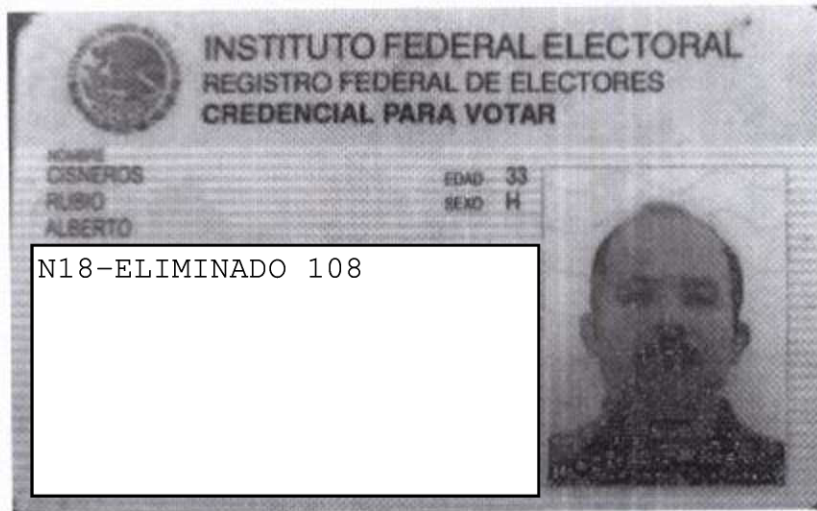 INSTITUTO FEDERAL ELECTORAL
REGISTRO FEDERAL DE ELECTORES
CREDENCIAL PARA VOTAR
NOMBRE
CISNEROS
RUBIO
ALBERTO
EDAD 33
SEXO H
N18-ELIMINADO 108